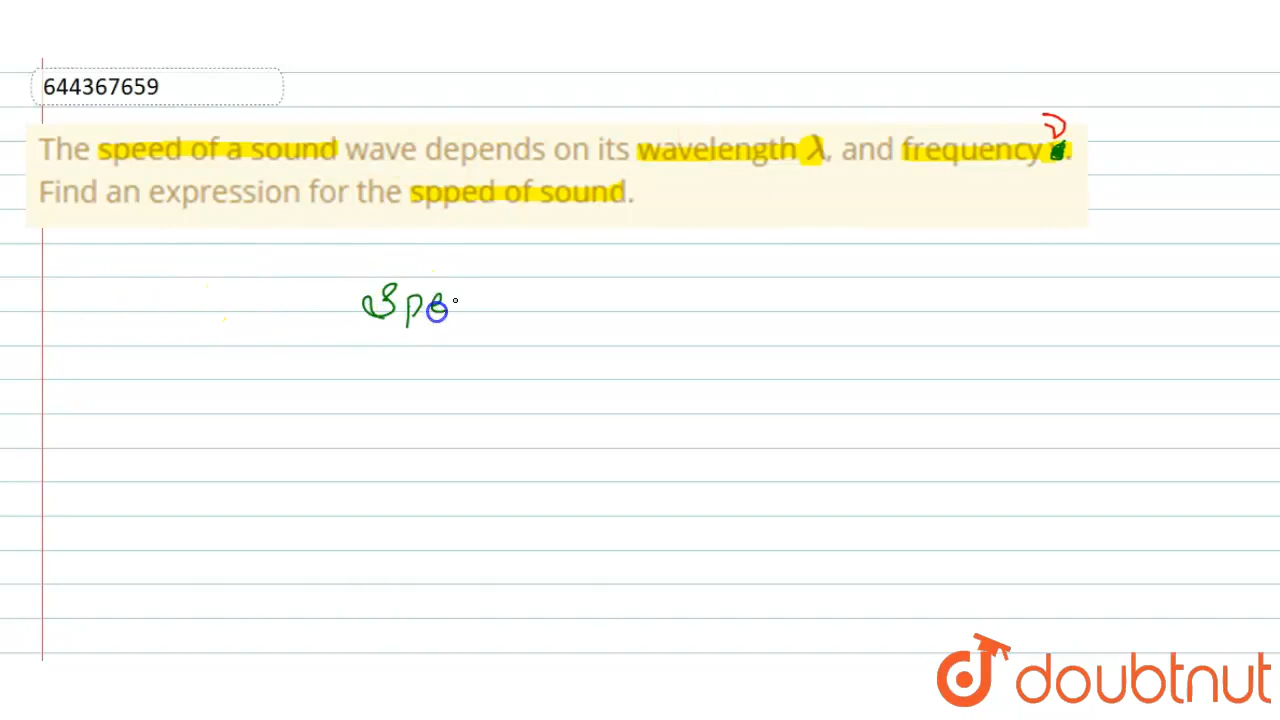 644367659
The speed of a sound wave depends on its wavelength λ, and frequency ν.
Find an expression for the spped of sound.
Spe
doubtnut